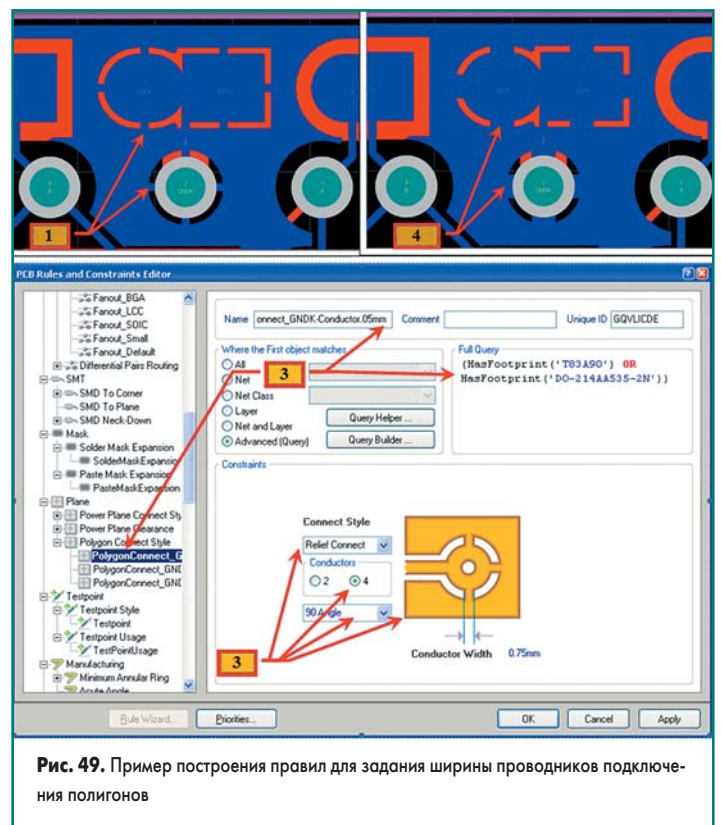 1
4
PCB Rules and Constraints Editor
Fanout_BGA
Fanout_LCC
Fanout_SOIC
Fanout_Small
Fanout_Default
Differential Pairs Routing
SMT
SMD To Corner
SMD To Plane
SMD Neck-Down
Mask
Solder Mask Expansion
SolderMaskExpansio
Paste Mask Expansion
PasteMaskExpansion
Plane
Power Plane Connect Sty
Power Plane Clearance
Polygon Connect Style
PolygonConnect_G
PolygonConnect_GND
PolygonConnect_GND
Testpoint
Testpoint Style
Testpoint
Testpoint Usage
TestPointUsage
Manufacturing
Minimum Annular Ring
Acute Angle
Name onnect_GNDK-Conductor.05mm Comment Unique ID GQVLICDE
Where the First object matches
All
Net
Net Class
Layer
Net and Layer
Advanced (Query)
3
Query Helper ...
Query Builder ...
Full Query
(HasFootprint('T83A90') OR
HasFootprint('DO-214AA535-2N'))
Constraints
Connect Style
Relief Connect
Conductors
2 4
90 Angle
3
Conductor Width 0.75mm
Rule Wizard... Priorities... OK Cancel Apply
Рис. 49. Пример построения правил для задания ширины проводников подключе-
ния полигонов